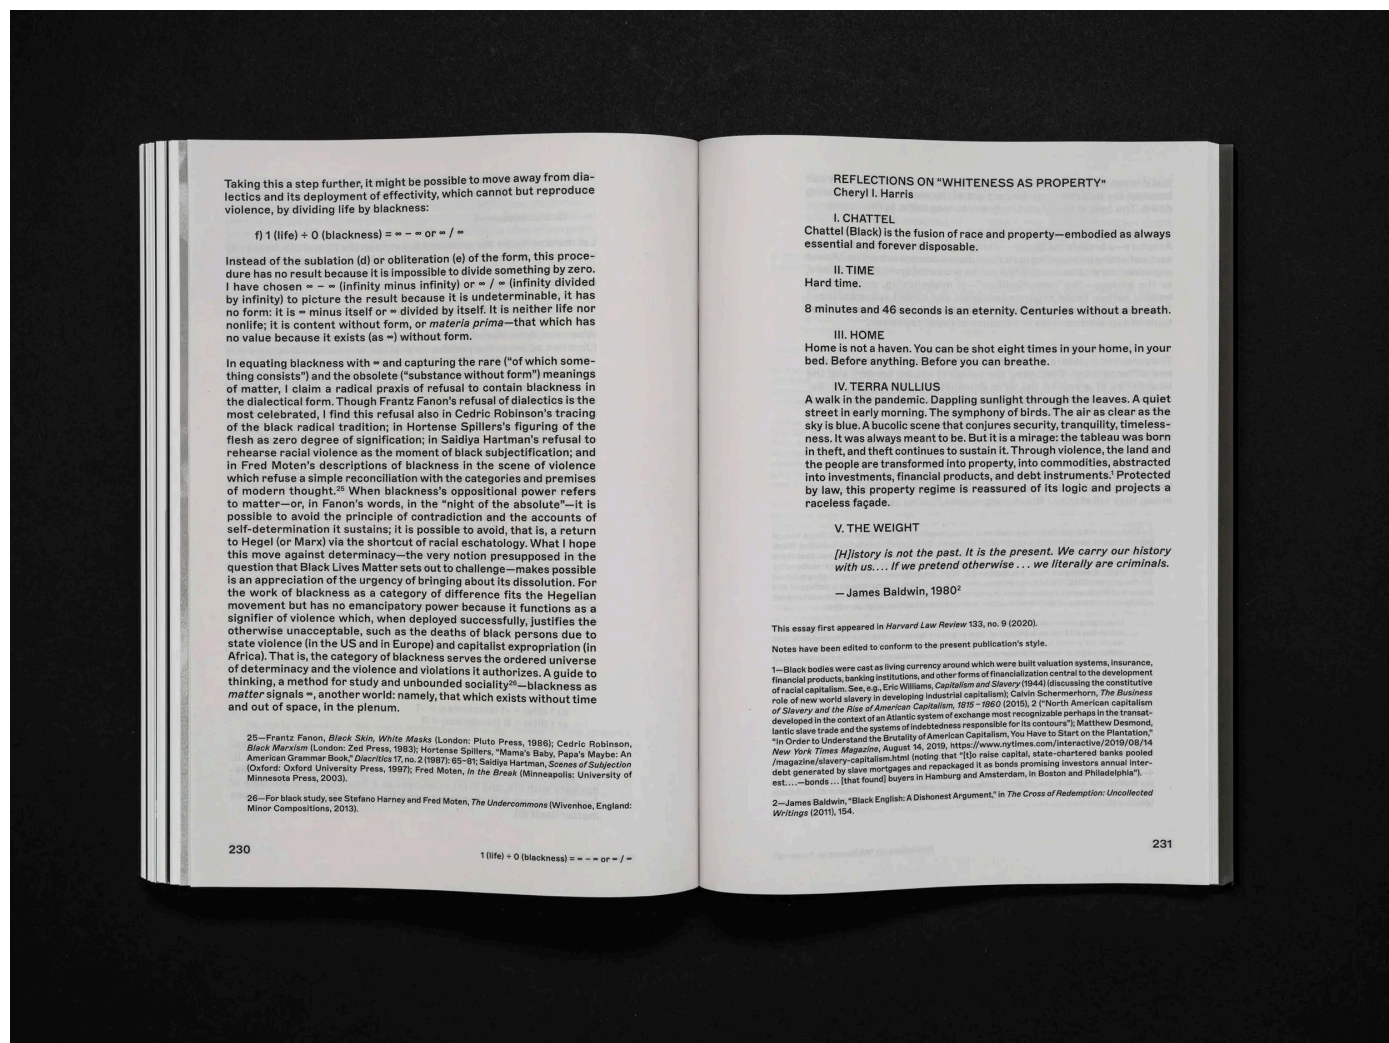 Taking this a step further, it might be possible to move away from dia-
lectics and its deployment of effectivity, which cannot but reproduce
violence, by dividing life by blackness:
f) 1 (life) ÷ 0 (blackness) = ∞ − ∞ or ∞ / ∞
Instead of the sublation (d) or obliteration (e) of the form, this proce-
dure has no result because it is impossible to divide something by zero.
I have chosen ∞ − ∞ (infinity minus infinity) or ∞ / ∞ (infinity divided
by infinity) to picture the result because it is undeterminable, it has
no form: it is ∞ minus itself or ∞ divided by itself. It is neither life nor
nonlife; it is content without form, or materia prima—that which has
no value because it exists (as ∞) without form.
In equating blackness with ∞ and capturing the rare (“of which some-
thing consists”) and the obsolete (“substance without form”) meanings
of matter, I claim a radical praxis of refusal to contain blackness in
the dialectical form. Though Frantz Fanon’s refusal of dialectics is the
most celebrated, I find this refusal also in Cedric Robinson’s tracing
of the black radical tradition; in Hortense Spillers’s figuring of the
flesh as zero degree of signification; in Saidiya Hartman’s refusal to
rehearse racial violence as the moment of black subjectification; and
in Fred Moten’s descriptions of blackness in the scene of violence
which refuse a simple reconciliation with the categories and premises
of modern thought.25 When blackness’s oppositional power refers
to matter—or, in Fanon’s words, in the “night of the absolute”—it is
possible to avoid the principle of contradiction and the accounts of
self-determination it sustains; it is possible to avoid, that is, a return
to Hegel (or Marx) via the shortcut of racial eschatology. What I hope
this move against determinacy—the very notion presupposed in the
question that Black Lives Matter sets out to challenge—makes possible
is an appreciation of the urgency of bringing about its dissolution. For
the work of blackness as a category of difference fits the Hegelian
movement but has no emancipatory power because it functions as a
signifier of violence which, when deployed successfully, justifies the
otherwise unacceptable, such as the deaths of black persons due to
state violence (in the US and in Europe) and capitalist expropriation (in
Africa). That is, the category of blackness serves the ordered universe
of determinacy and the violence and violations it authorizes. A guide to
thinking, a method for study and unbounded sociality26—blackness as
matter signals ∞, another world: namely, that which exists without time
and out of space, in the plenum.
25—Frantz Fanon, Black Skin, White Masks (London: Pluto Press, 1986); Cedric Robinson,
Black Marxism (London: Zed Press, 1983); Hortense Spillers, “Mama’s Baby, Papa’s Maybe: An
American Grammar Book,” Diacritics 17, no. 2 (1987): 65–81; Saidiya Hartman, Scenes of Subjection
(Oxford: Oxford University Press, 1997); Fred Moten, In the Break (Minneapolis: University of
Minnesota Press, 2003).
26—For black study, see Stefano Harney and Fred Moten, The Undercommons (Wivenhoe, England:
Minor Compositions, 2013).
230
1 (life) ÷ 0 (blackness) = ∞ − ∞ or ∞ / ∞
REFLECTIONS ON “WHITENESS AS PROPERTY”
Cheryl I. Harris
I. CHATTEL
Chattel (Black) is the fusion of race and property—embodied as always
essential and forever disposable.
II. TIME
Hard time.
8 minutes and 46 seconds is an eternity. Centuries without a breath.
III. HOME
Home is not a haven. You can be shot eight times in your home, in your
bed. Before anything. Before you can breathe.
IV. TERRA NULLIUS
A walk in the pandemic. Dappling sunlight through the leaves. A quiet
street in early morning. The symphony of birds. The air as clear as the
sky is blue. A bucolic scene that conjures security, tranquility, timeless-
ness. It was always meant to be. But it is a mirage: the tableau was born
in theft, and theft continues to sustain it. Through violence, the land and
the people are transformed into property, into commodities, abstracted
into investments, financial products, and debt instruments.1 Protected
by law, this property regime is reassured of its logic and projects a
raceless façade.
V. THE WEIGHT
[H]istory is not the past. It is the present. We carry our history
with us.... If we pretend otherwise ... we literally are criminals.
— James Baldwin, 19802
This essay first appeared in Harvard Law Review 133, no. 9 (2020).
Notes have been edited to conform to the present publication’s style.
1—Black bodies were cast as living currency around which were built valuation systems, insurance,
financial products, banking institutions, and other forms of financialization central to the development
of racial capitalism. See, e.g., Eric Williams, Capitalism and Slavery (1944) (discussing the constitutive
role of new world slavery in developing industrial capitalism); Calvin Schermerhorn, The Business
of Slavery and the Rise of American Capitalism, 1815–1860 (2015), 2 (“North American capitalism
developed in the context of an Atlantic system of exchange most recognizable perhaps in the transat-
lantic slave trade and the systems of indebtedness responsible for its contours”); Matthew Desmond,
“In Order to Understand the Brutality of American Capitalism, You Have to Start on the Plantation,”
New York Times Magazine, August 14, 2019, https://www.nytimes.com/interactive/2019/08/14
/magazine/slavery-capitalism.html (noting that “[t]o raise capital, state-chartered banks pooled
debt generated by slave mortgages and repackaged it as bonds promising investors annual inter-
est....—bonds ... [that found] buyers in Hamburg and Amsterdam, in Boston and Philadelphia”).
2—James Baldwin, “Black English: A Dishonest Argument,” in The Cross of Redemption: Uncollected
Writings (2011), 154.
231